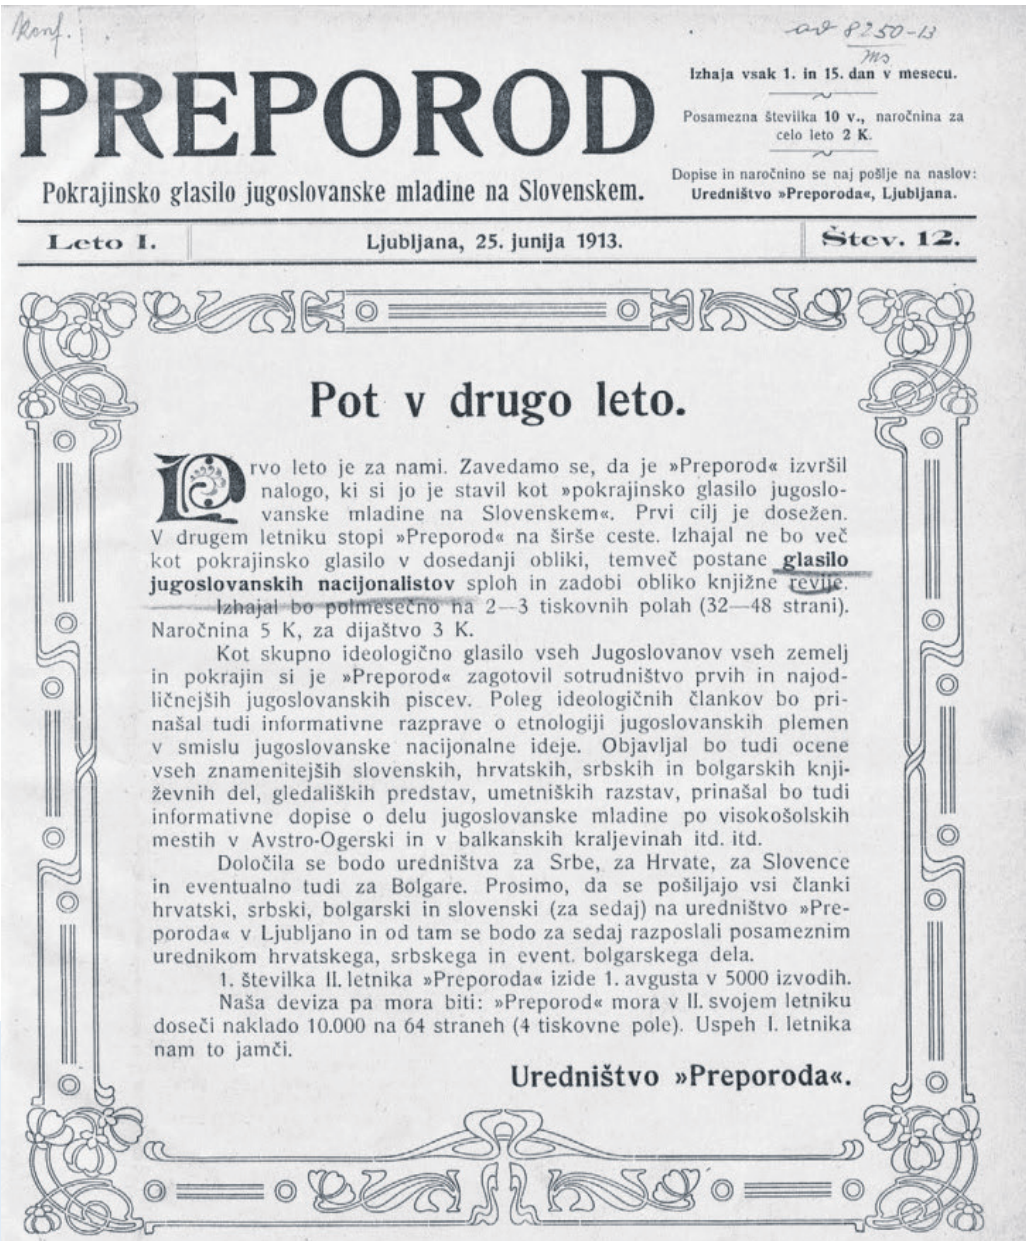 Konf.
ad 8250-13
PREPOROD
Pokrajinsko glasilo jugoslovanske mladine na Slovenskem.
Izhaja vsak 1. in 15. dan v mesecu.
Posamezna številka 10 v., naročnina za
celo leto 2 K.
Dopise in naročnino se naj pošlje na naslov:
Uredništvo »Preporoda«, Ljubljana.
Leto I.
Ljubljana, 25. junija 1913.
Štev. 12.
Pot v drugo leto.
Prvo leto je za nami. Zavedamo se, da je »Preporod« izvršil
nalogo, ki si jo je stavil kot »pokrajinsko glasilo jugoslo-
vanske mladine na Slovenskem«. Prvi cilj je dosežen.
V drugem letniku stopi »Preporod« na širše ceste. Izhajal ne bo več
kot pokrajinsko glasilo v dosedanji obliki, temveč postane glasilo
jugoslovanskih nacijonalistov sploh in zadobi obliko knjižne revije.
Izhajal bo polmesečno na 2—3 tiskovnih polah (32—48 strani).
Naročnina 5 K, za dijaštvo 3 K.
Kot skupno ideologično glasilo vseh Jugoslovanov vseh zemelj
in pokrajin si je »Preporod« zagotovil sotrudništvo prvih in najod-
ličnejših jugoslovanskih piscev. Poleg ideologičnih člankov bo pri-
našal tudi informativne razprave o etnologiji jugoslovanskih plemen
v smislu jugoslovanske nacijonalne ideje. Objavljal bo tudi ocene
vseh znamenitejših slovenskih, hrvatskih, srbskih in bolgarskih knji-
ževnih del, gledaliških predstav, umetniških razstav, prinašal bo tudi
informativne dopise o delu jugoslovanske mladine po visokošolskih
mestih v Avstro-Ogerski in v balkanskih kraljevinah itd. itd.
Določila se bodo uredništva za Srbe, za Hrvate, za Slovence
in eventualno tudi za Bolgare. Prosimo, da se pošiljajo vsi članki
hrvatski, srbski, bolgarski in slovenski (za sedaj) na uredništvo »Pre-
poroda« v Ljubljano in od tam se bodo za sedaj razposlali posameznim
urednikom hrvatskega, srbskega in event. bolgarskega dela.
1. številka II. letnika »Preporoda« izide 1. avgusta v 5000 izvodih.
Naša deviza pa mora biti: »Preporod« mora v II. svojem letniku
doseči naklado 10.000 na 64 straneh (4 tiskovne pole). Uspeh I. letnika
nam to jamči.
Uredništvo »Preporoda«.